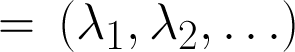 = (λ₁, λ₂, . . .)